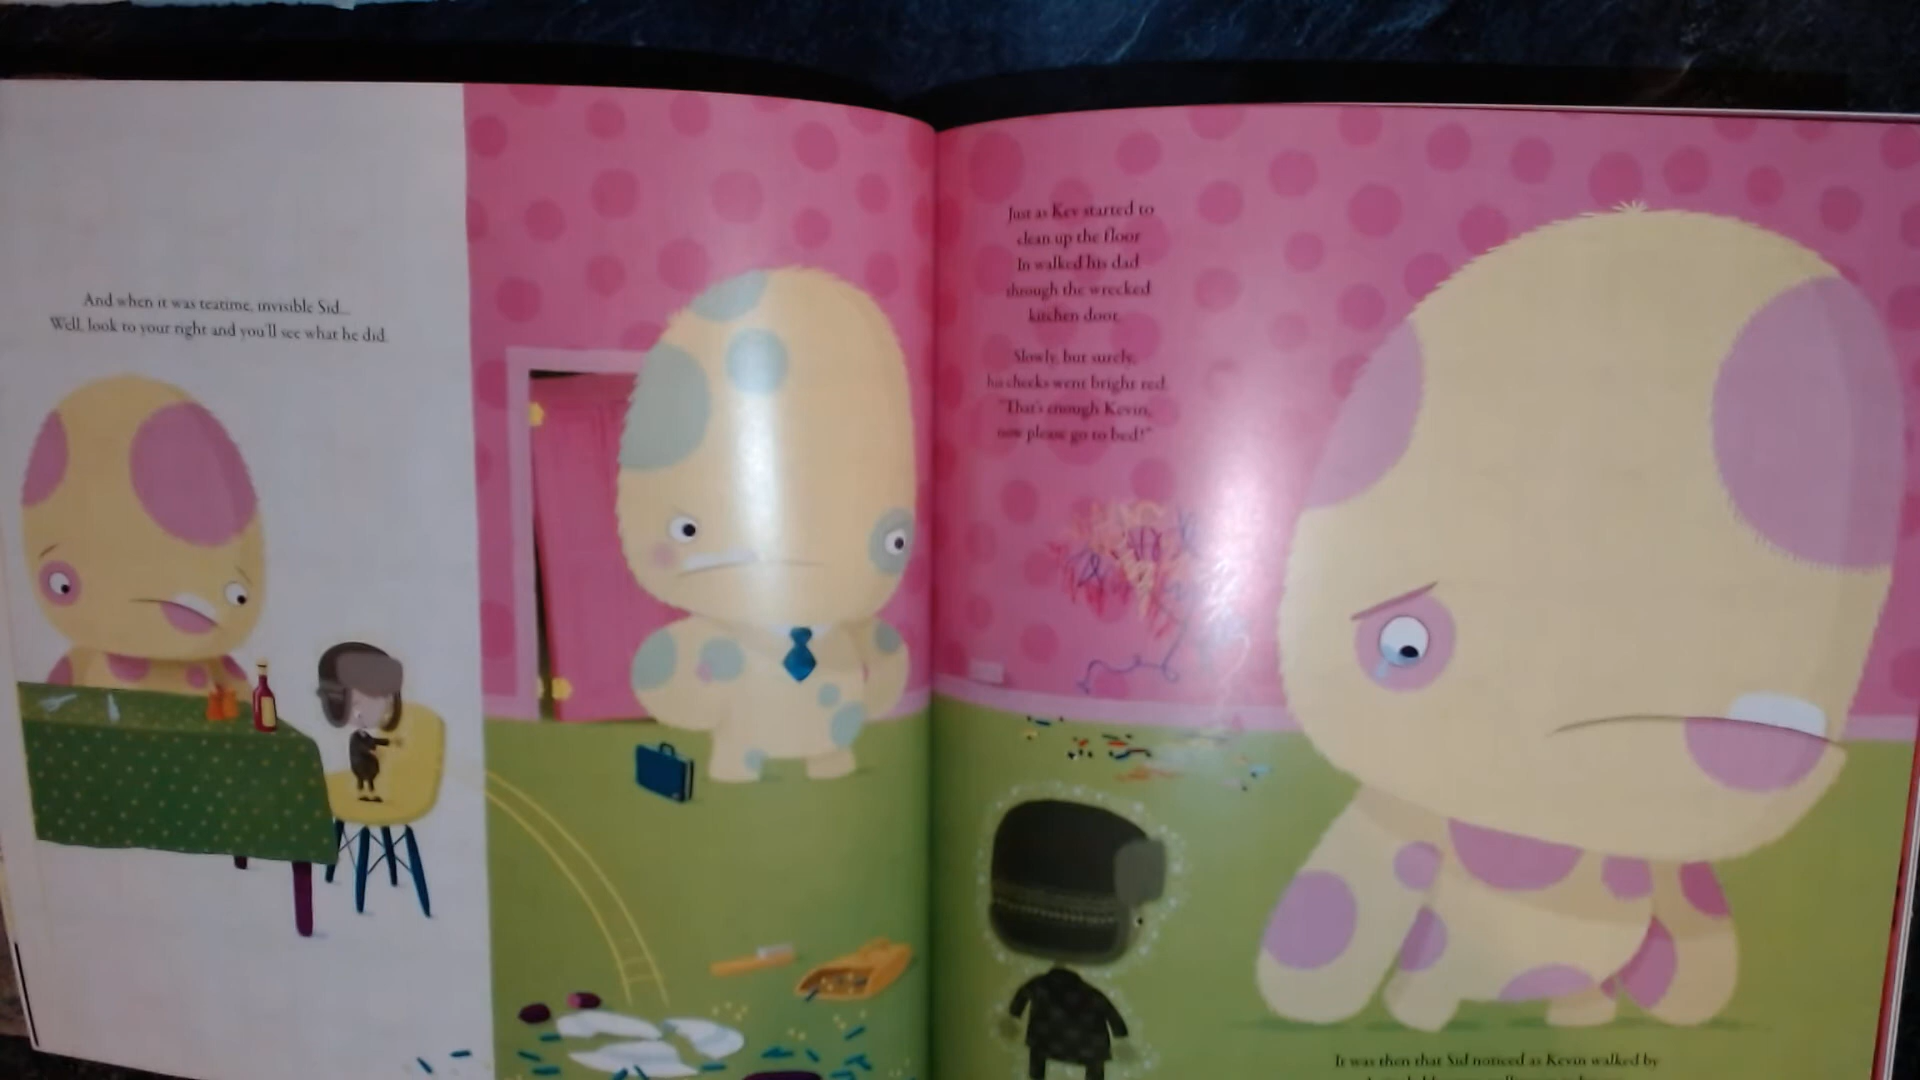 And when it was teatime, invisible Sid...
Well, look to your right and you'll see what he did.
Just as Kev started to
clean up the floor
In walked his dad
through the wrecked
kitchen door.
Slowly, but surely,
his cheeks went bright red.
"That's enough Kevin,
now please go to bed!"
It was then that Sid noticed as Kevin walked by